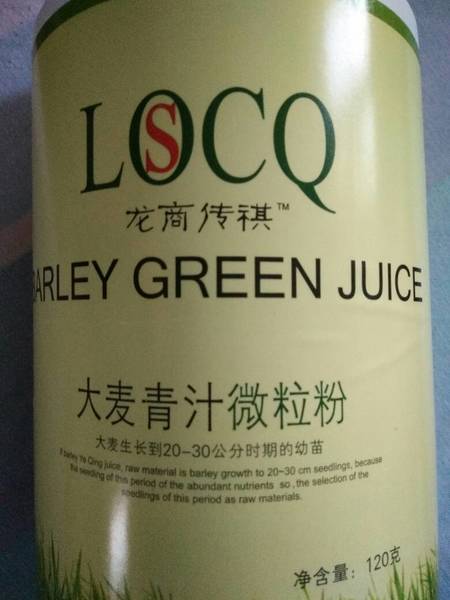 LOSCQ
龙商传祺™
BARLEY GREEN JUICE
大麦青汁微粒粉
大麦生长到20-30公分时期的幼苗
barley Ye Qing juice, raw material is barley growth to 20-30 cm seedlings, because
the seeding of this period of the abundant nutrients so ,the selection of the
seedlings of this period as raw materials.
净含量：120克